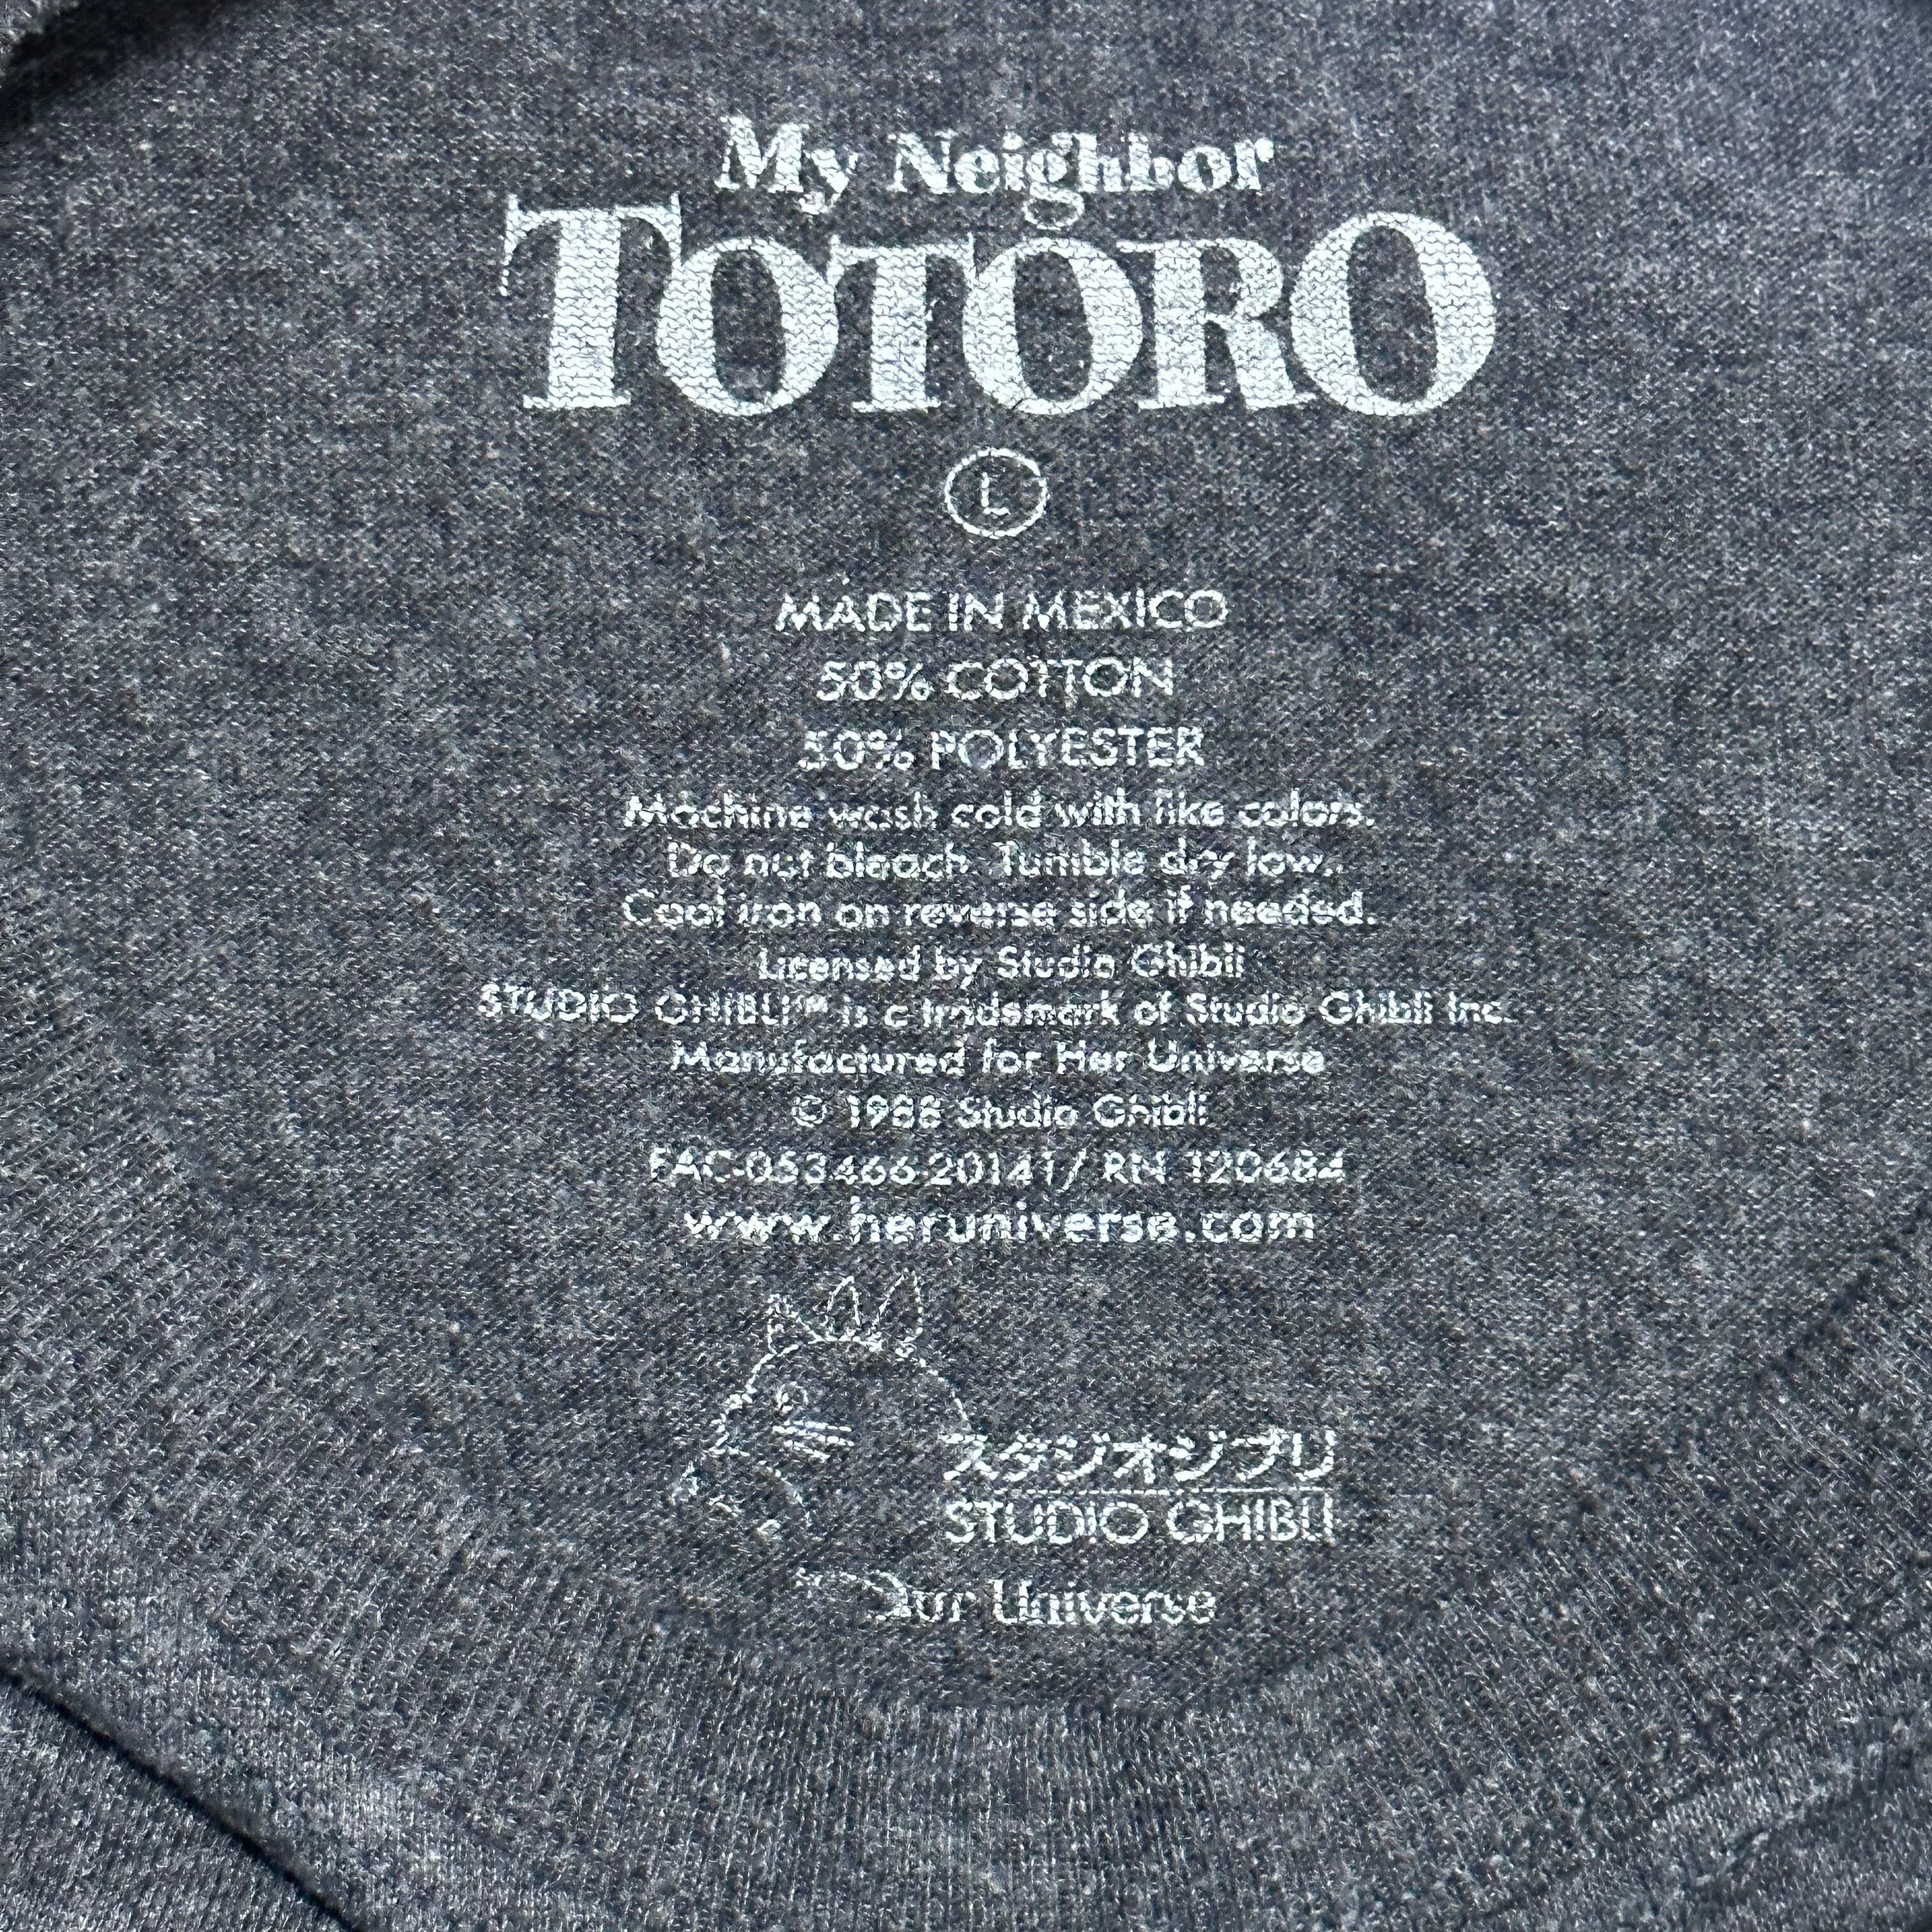 My Neighbor
TOTORO
L
MADE IN MEXICO
50% COTTON
50% POLYESTER
Machine wash cold with like colors.
Do not bleach. Tumble dry low.
Cool iron on reverse side if needed.
Licensed by Studio Ghibli
STUDIO GHIBLI™ is a tradsmark of Studio Ghibli Inc.
Manufactured for Her Universe
© 1988 Studio Ghibli
FAC-053466-20141/ RN 120684
www.heruniverse.com
スタジオジブリ
STUDIO GHIBLI
Our Universe